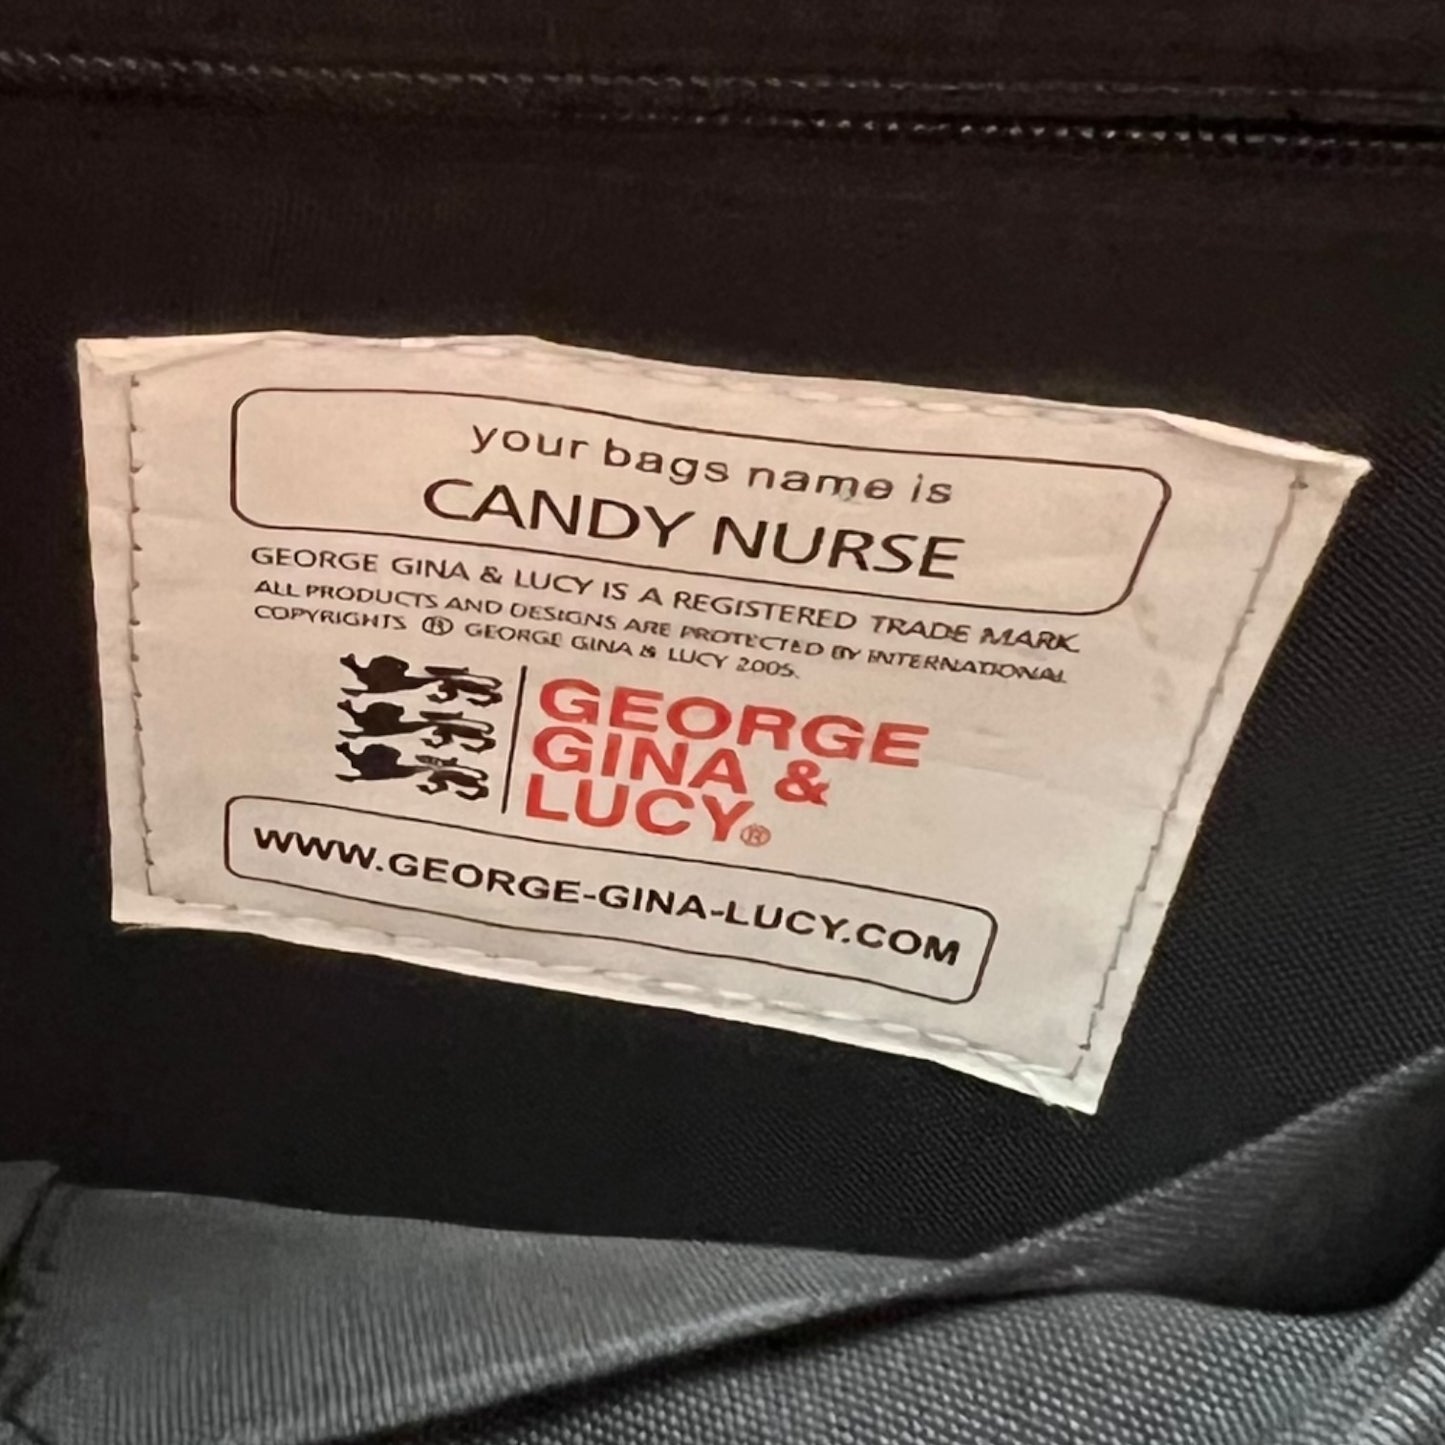 your bags name is
CANDY NURSE
GEORGE GINA & LUCY IS A REGISTERED TRADE MARK
ALL PRODUCTS AND DESIGNS ARE PROTECTED BY INTERNATIONAL
COPYRIGHTS ® GEORGE GINA & LUCY 2005.
GEORGE
GINA &
LUCY®
WWW.GEORGE-GINA-LUCY.COM